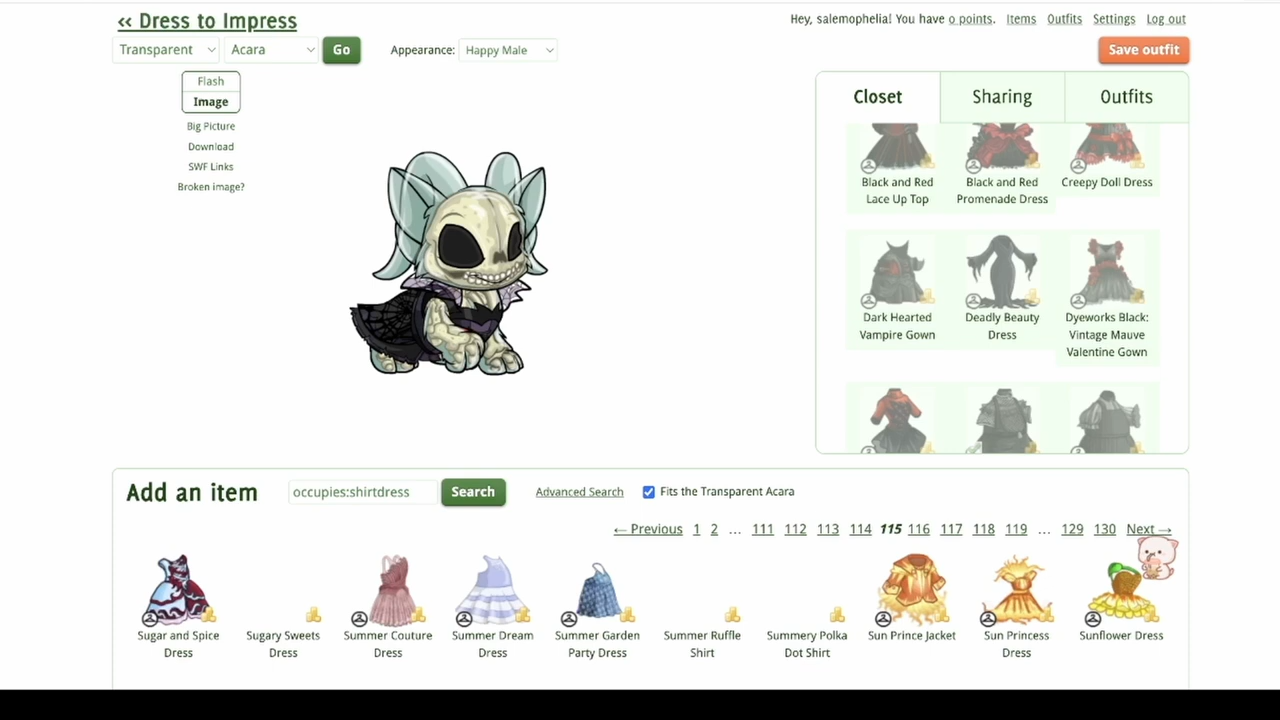 << Dress to Impress
Hey, salemophelia! You have 0 points. Items Outfits Settings Log out
Transparent Acara Go Appearance: Happy Male Save outfit
Flash
Image
Big Picture
Download
SWF Links
Broken image?
Closet Sharing Outfits
Black and Red Lace Up Top
Black and Red Promenade Dress
Creepy Doll Dress
Dark Hearted Vampire Gown
Deadly Beauty Dress
Dyeworks Black: Vintage Mauve Valentine Gown
Add an item occupies:shirtdress Search Advanced Search Fits the Transparent Acara
← Previous 1 2 ... 111 112 113 114 115 116 117 118 119 ... 129 130 Next →
Sugar and Spice Dress
Sugary Sweets Dress
Summer Couture Dress
Summer Dream Dress
Summer Garden Party Dress
Summer Ruffle Shirt
Summery Polka Dot Shirt
Sun Prince Jacket
Sun Princess Dress
Sunflower Dress